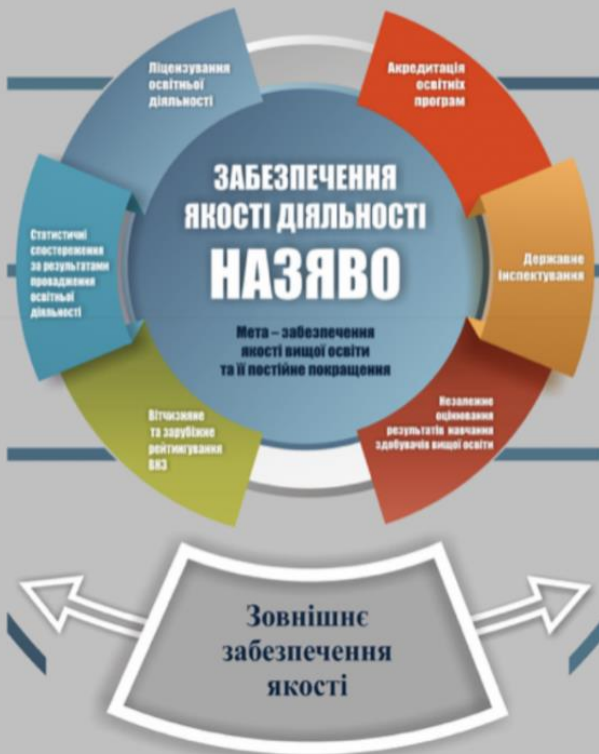 Ліцензування
освітньої
діяльності
Акредитація
освітніх
програм
ЗАБЕЗПЕЧЕННЯ
ЯКОСТІ ДІЯЛЬНОСТІ
НАЗЯВО
Мета – забезпечення
якості вищої освіти
та її постійне покращення
Статистичні
спостереження
за результатами
провадження
освітньої
діяльності
Державне
інспектування
Вітчизняне
та зарубіжне
рейтингування
ВНЗ
Незалежне
оцінювання
результатів навчання
здобувачів вищої освіти
Зовнішнє
забезпечення
якості